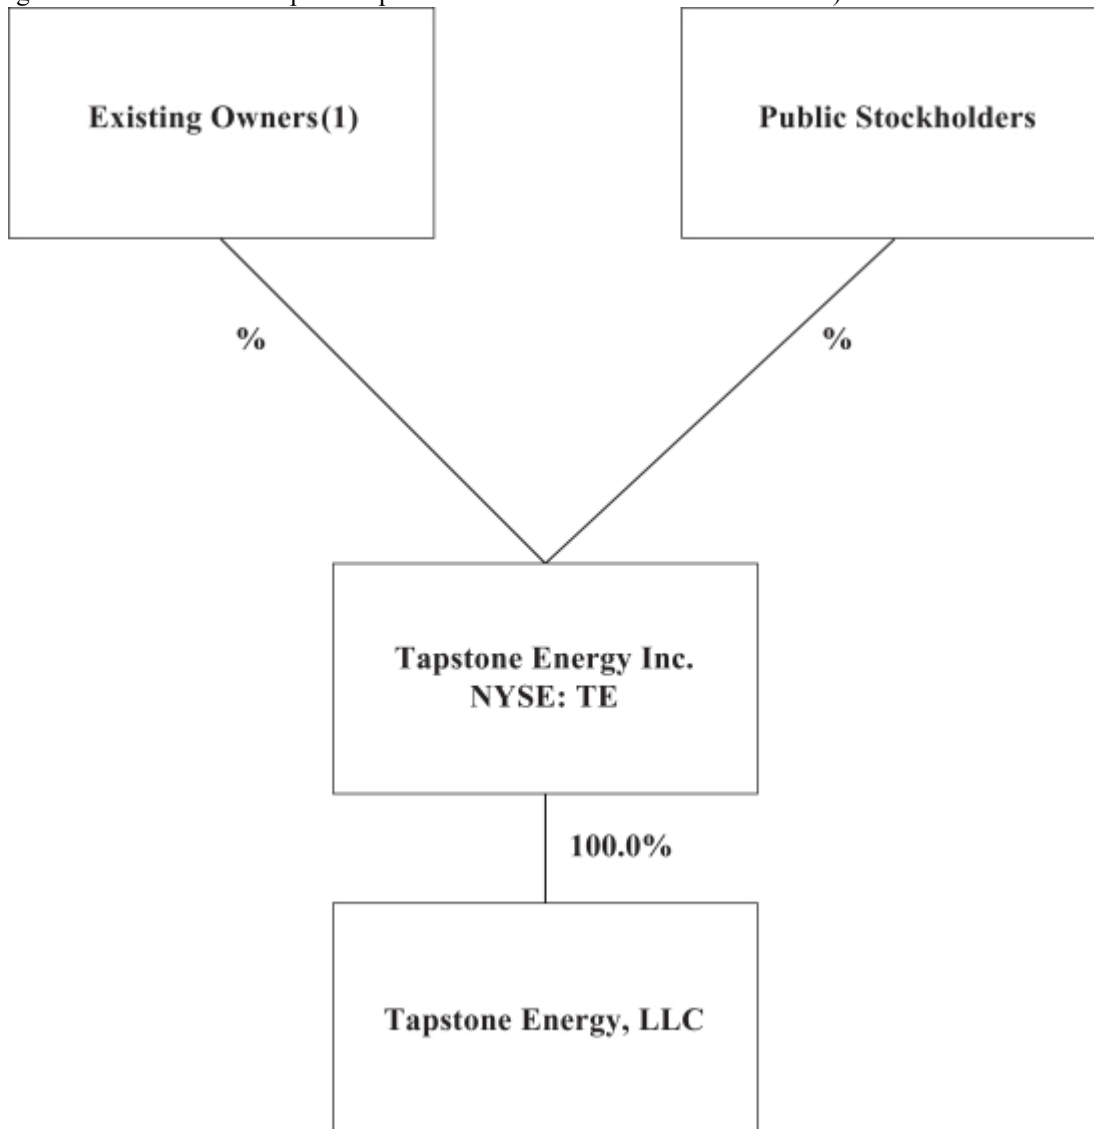 Existing Owners(1)
Public Stockholders
%
%
Tapstone Energy Inc.
NYSE: TE
100.0%
Tapstone Energy, LLC